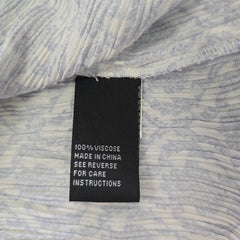 100% VISCOSE
MADE IN CHINA
SEE REVERSE
FOR CARE
INSTRUCTIONS